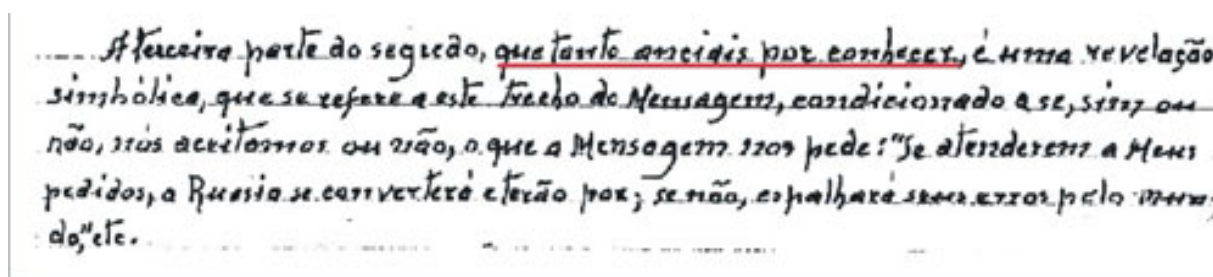 A terceira parte do segredo, que tanto anciais por conhecer, é uma revelação
simbólica, que se refere a este trecho da Mensagem, condicionado a se, sim ou
não, nós aceitamos ou não, o que a Mensagem nos pede: "Se atenderem a Meus
pedidos, a Russia se converterá e terão paz; se não, espalhará seus erros pelo mun-
do," etc.